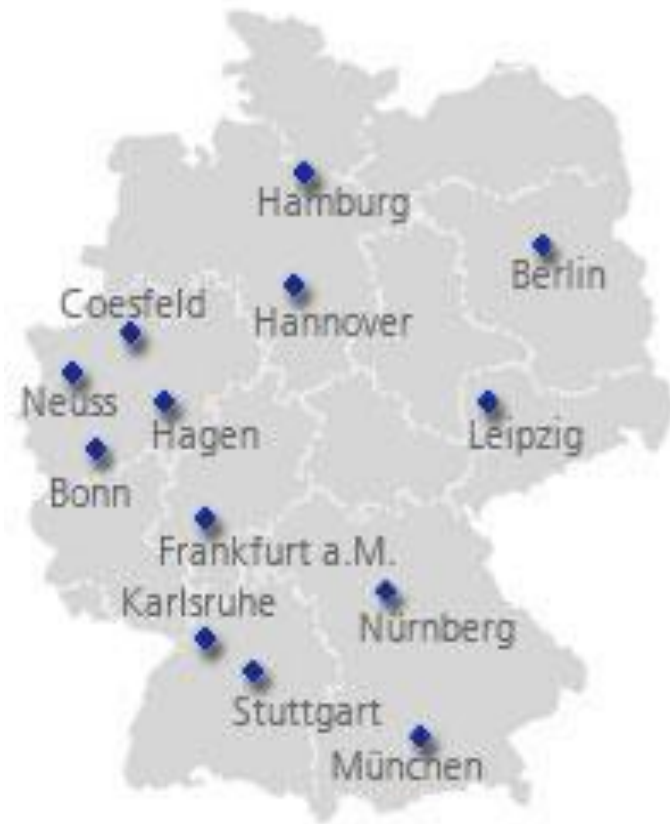 Hamburg
Berlin
Coesfeld
Hannover
Neuss
Hagen
Leipzig
Bonn
Frankfurt a.M.
Karlsruhe
Nürnberg
Stuttgart
München